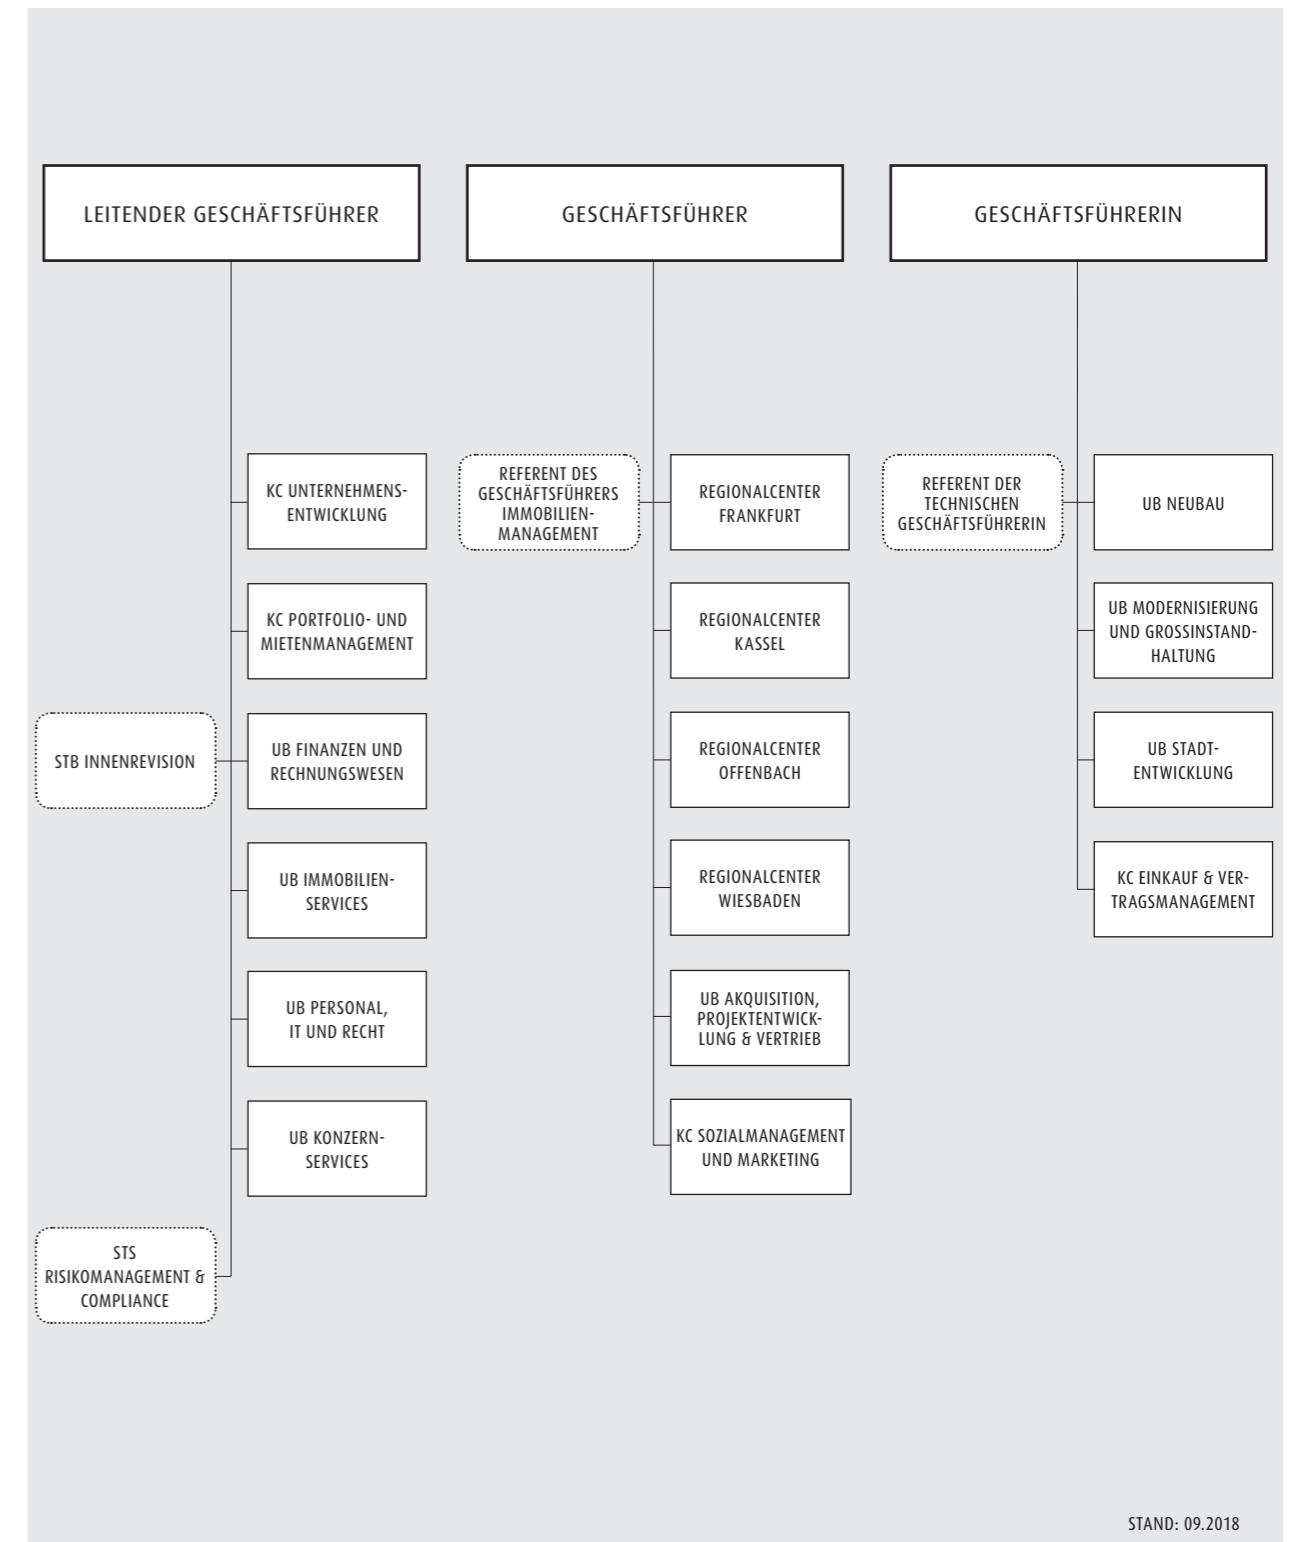 LEITENDER GESCHÄFTSFÜHRER
KC UNTERNEHMENS-
ENTWICKLUNG
KC PORTFOLIO- UND
MIETENMANAGEMENT
STB INNENREVISION
UB FINANZEN UND
RECHNUNGSWESEN
UB IMMOBILIEN-
SERVICES
UB PERSONAL,
IT UND RECHT
UB KONZERN-
SERVICES
STS
RISIKOMANAGEMENT &
COMPLIANCE
GESCHÄFTSFÜHRER
REFERENT DES
GESCHÄFTSFÜHRERS
IMMOBILIEN-
MANAGEMENT
REGIONALCENTER
FRANKFURT
REGIONALCENTER
KASSEL
REGIONALCENTER
OFFENBACH
REGIONALCENTER
WIESBADEN
UB AKQUISITION,
PROJEKTENTWICK-
LUNG & VERTRIEB
KC SOZIALMANAGEMENT
UND MARKETING
GESCHÄFTSFÜHRERIN
REFERENT DER
TECHNISCHEN
GESCHÄFTSFÜHRERIN
UB NEUBAU
UB MODERNISIERUNG
UND GROSSINSTAND-
HALTUNG
UB STADT-
ENTWICKLUNG
KC EINKAUF & VER-
TRAGSMANAGEMENT
STAND: 09.2018